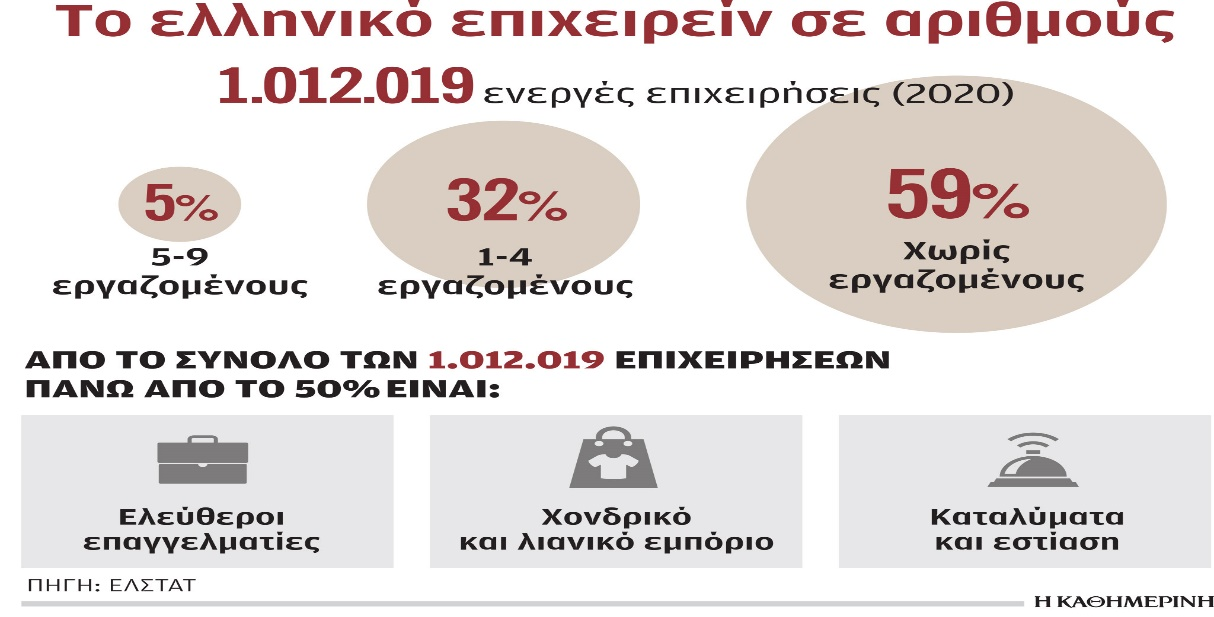 Το ελληνικό επιχειρείν σε αριθμούς
1.012.019 ενεργές επιχειρήσεις (2020)
5%
5-9
εργαζομένους
32%
1-4
εργαζομένους
59%
Χωρίς
εργαζομένους
ΑΠΟ ΤΟ ΣΥΝΟΛΟ ΤΩΝ 1.012.019 ΕΠΙΧΕΙΡΗΣΕΩΝ
ΠΑΝΩ ΑΠΟ ΤΟ 50% ΕΙΝΑΙ:
Ελεύθεροι
επαγγελματίες
Χονδρικό
και λιανικό εμπόριο
Καταλύματα
και εστίαση
ΠΗΓΗ: ΕΛΣΤΑΤ
Η ΚΑΘΗΜΕΡΙΝΗ